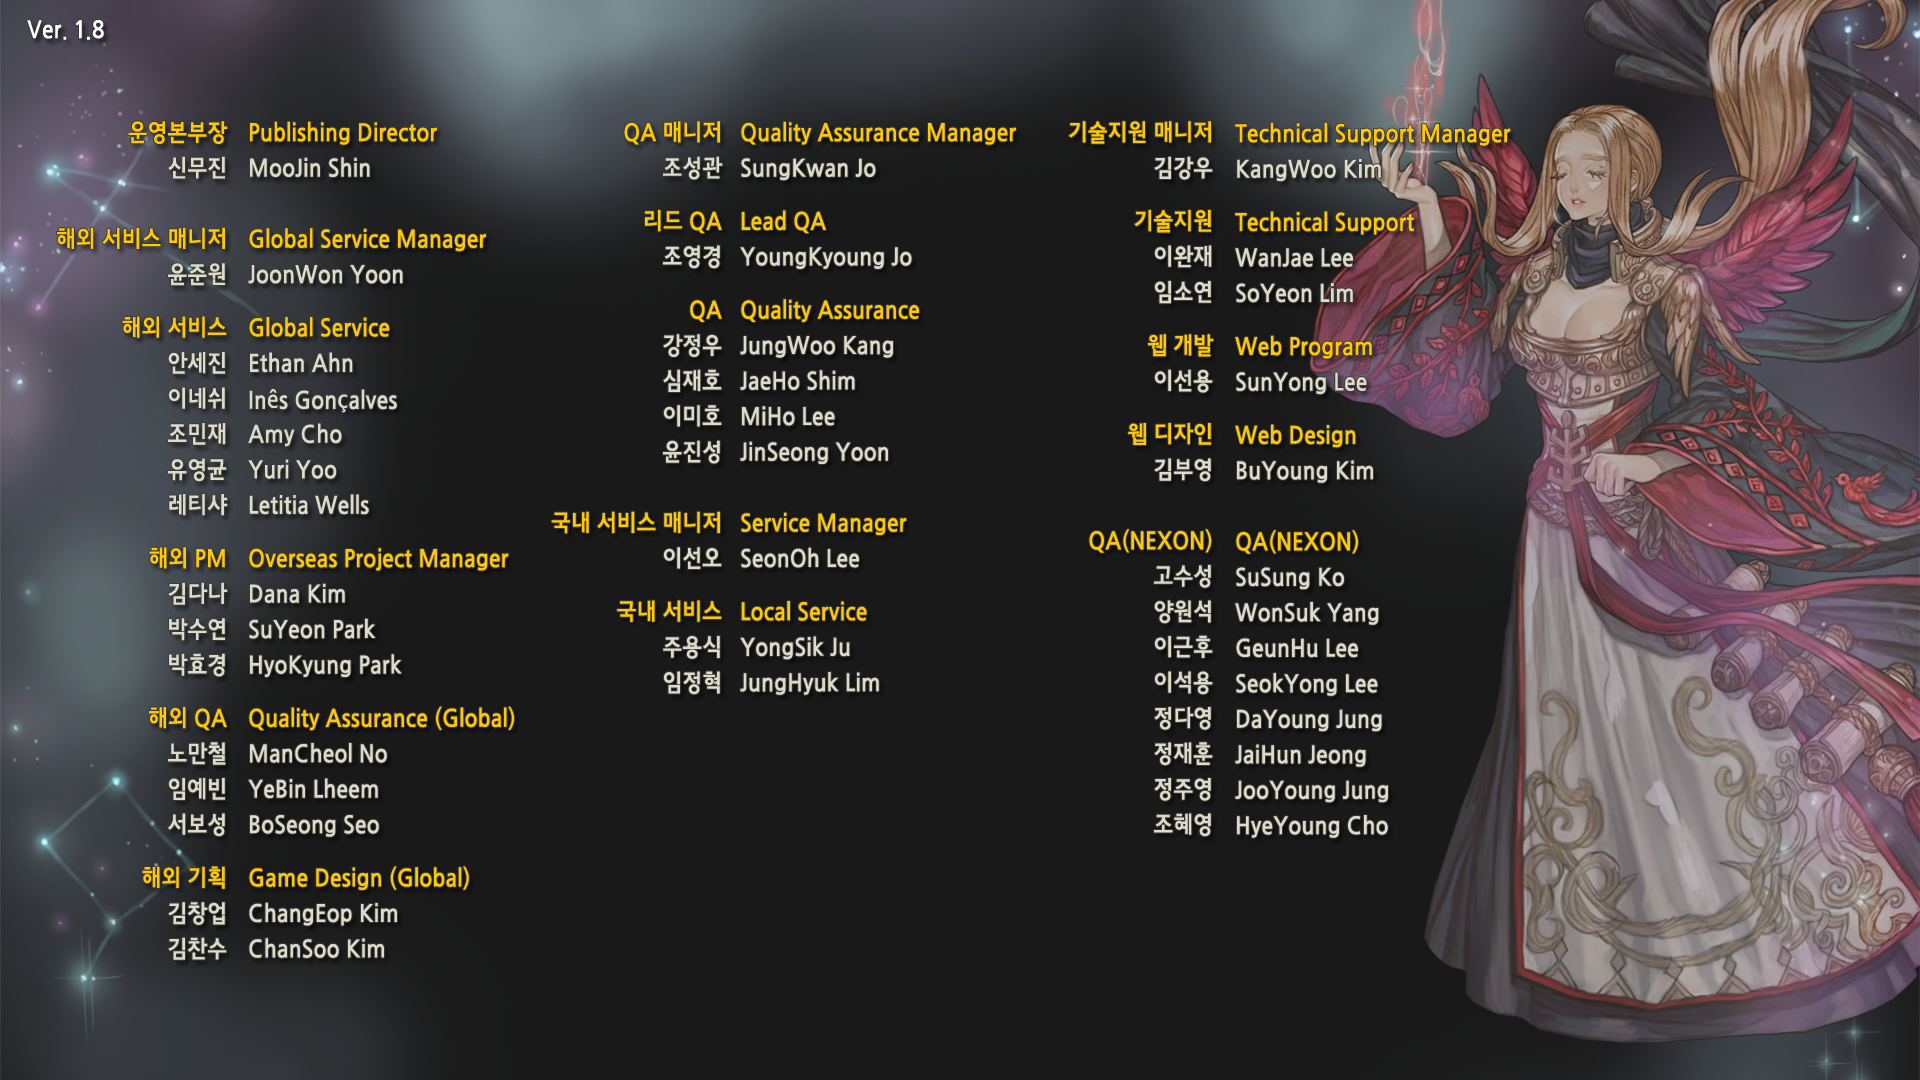 Ver. 1.8
운영본부장 Publishing Director
신무진 MooJin Shin
해외 서비스 매니저 Global Service Manager
윤준원 JoonWon Yoon
해외 서비스 Global Service
안세진 Ethan Ahn
이네쉬 Inês Gonçalves
조민재 Amy Cho
유영균 Yuri Yoo
레티샤 Letitia Wells
해외 PM Overseas Project Manager
김다나 Dana Kim
박수연 SuYeon Park
박효경 HyoKyung Park
해외 QA Quality Assurance (Global)
노만철 ManCheol No
임예빈 YeBin Lheem
서보성 BoSeong Seo
해외 기획 Game Design (Global)
김창업 ChangEop Kim
김찬수 ChanSoo Kim
QA 매니저 Quality Assurance Manager
조성관 SungKwan Jo
리드 QA Lead QA
조영경 YoungKyoung Jo
QA Quality Assurance
강정우 JungWoo Kang
심재호 JaeHo Shim
이미호 MiHo Lee
윤진성 JinSeong Yoon
국내 서비스 매니저 Service Manager
이선오 SeonOh Lee
국내 서비스 Local Service
주용식 YongSik Ju
임정혁 JungHyuk Lim
기술지원 매니저 Technical Support Manager
김강우 KangWoo Kim
기술지원 Technical Support
이완재 WanJae Lee
임소연 SoYeon Lim
웹 개발 Web Program
이선용 SunYong Lee
웹 디자인 Web Design
김부영 BuYoung Kim
QA(NEXON) QA(NEXON)
고수성 SuSung Ko
양원석 WonSuk Yang
이근후 GeunHu Lee
이석용 SeokYong Lee
정다영 DaYoung Jung
정재훈 JaiHun Jeong
정주영 JooYoung Jung
조혜영 HyeYoung Cho